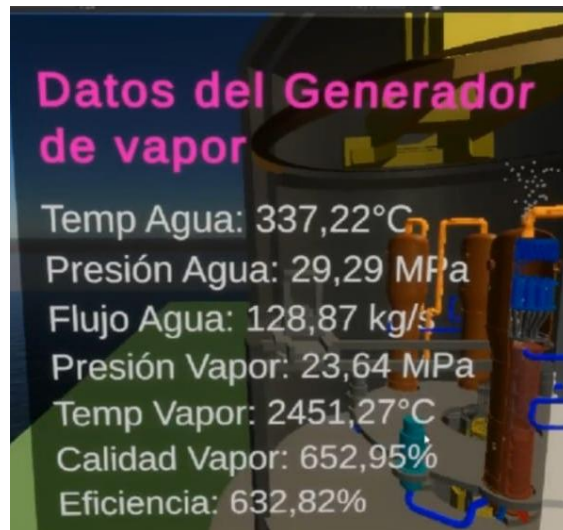 Datos del Generador
de vapor
Temp Agua: 337,22°C
Presión Agua: 29,29 MPa
Flujo Agua: 128,87 kg/s
Presión Vapor: 23,64 MPa
Temp Vapor: 2451,27°C
Calidad Vapor: 652,95%
Eficiencia: 632,82%